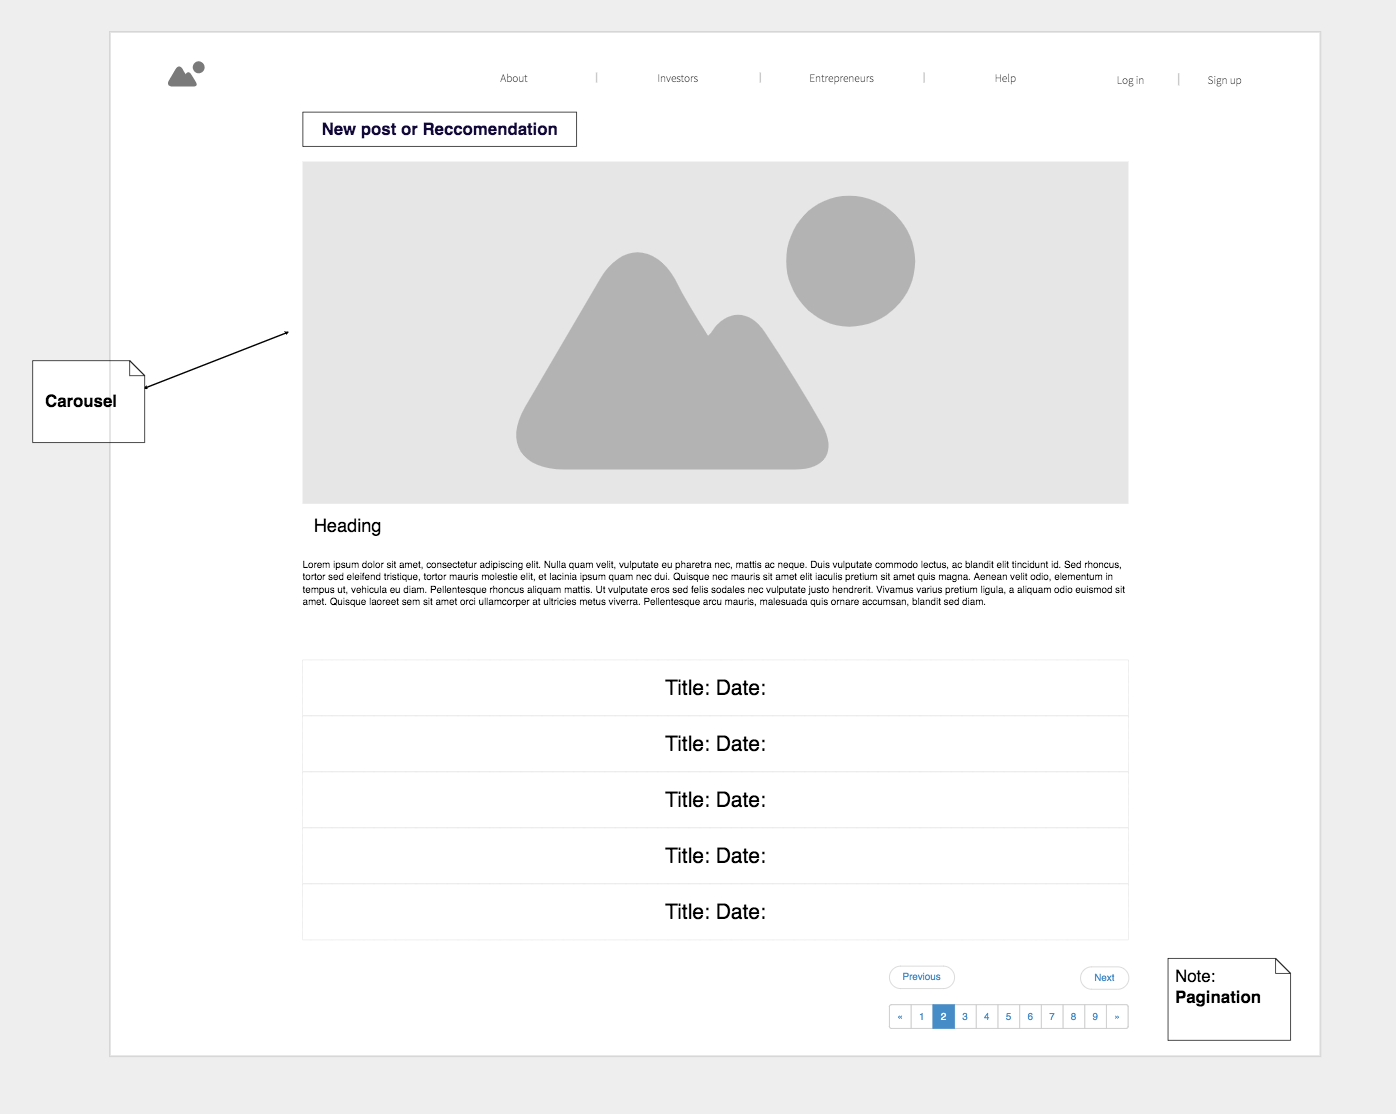 About | Investors | Entrepreneurs | Help Log in | Sign up
New post or Reccomendation
Carousel
Heading
Lorem ipsum dolor sit amet, consectetur adipiscing elit. Nulla quam velit, vulputate eu pharetra nec, mattis ac neque. Duis vulputate commodo lectus, ac blandit elit tincidunt id. Sed rhoncus,
tortor sed eleifend tristique, tortor mauris molestie elit, et lacinia ipsum quam nec dui. Quisque nec mauris sit amet elit iaculis pretium sit amet quis magna. Aenean velit odio, elementum in
tempus ut, vehicula eu diam. Pellentesque rhoncus aliquam mattis. Ut vulputate eros sed felis sodales nec vulputate justo hendrerit. Vivamus varius pretium ligula, a aliquam odio euismod sit
amet. Quisque laoreet sem sit amet orci ullamcorper at ultricies metus viverra. Pellentesque arcu mauris, malesuada quis ornare accumsan, blandit sed diam.
Title: Date:
Title: Date:
Title: Date:
Title: Date:
Title: Date:
Previous Next
« 1 2 3 4 5 6 7 8 9 »
Note:
Pagination